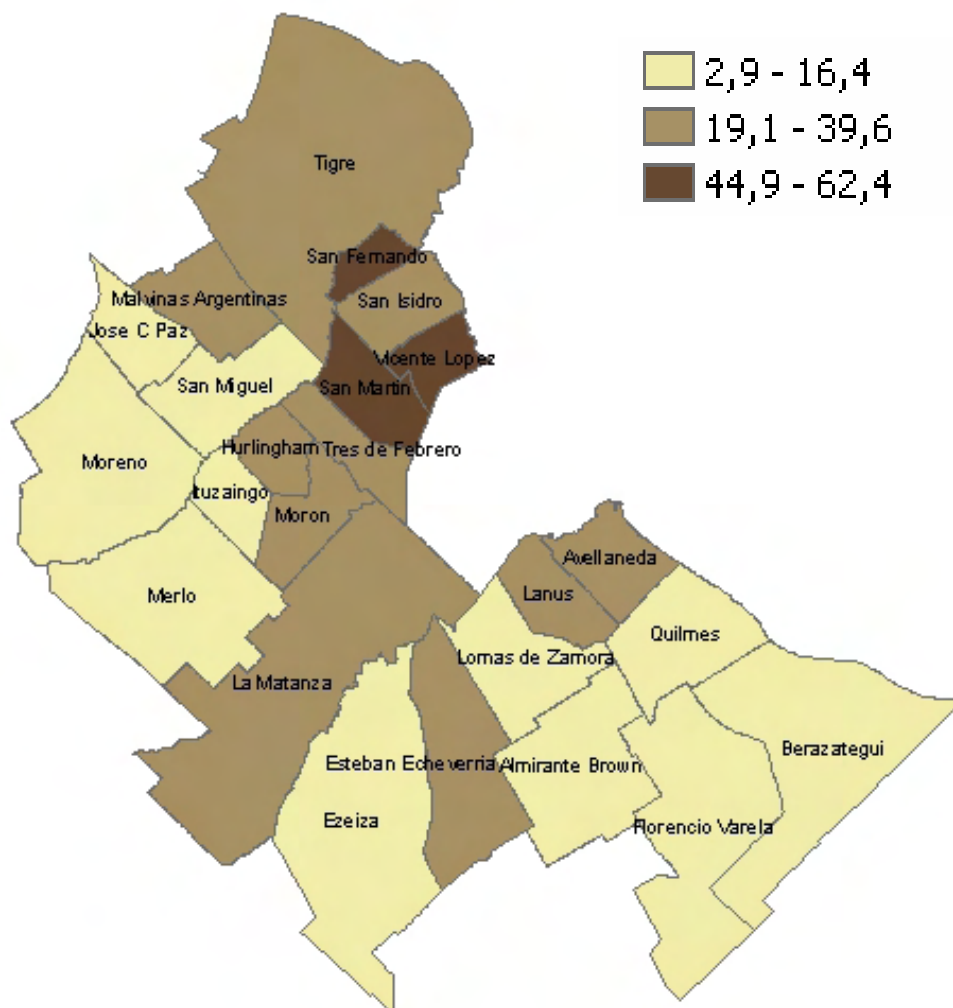 2,9 - 16,4
19,1 - 39,6
44,9 - 62,4
Tigre
San Fernando
San Isidro
Malvinas Argentinas
Jose C Paz
Vicente Lopez
San Miguel
San Martin
Hurlingham
Tres de Febrero
Moreno
Ituzaingo
Moron
Avellaneda
Lanus
Merlo
Quilmes
Lomas de Zamora
La Matanza
Berazategui
Esteban Echeverria
Almirante Brown
Ezeiza
Florencio Varela